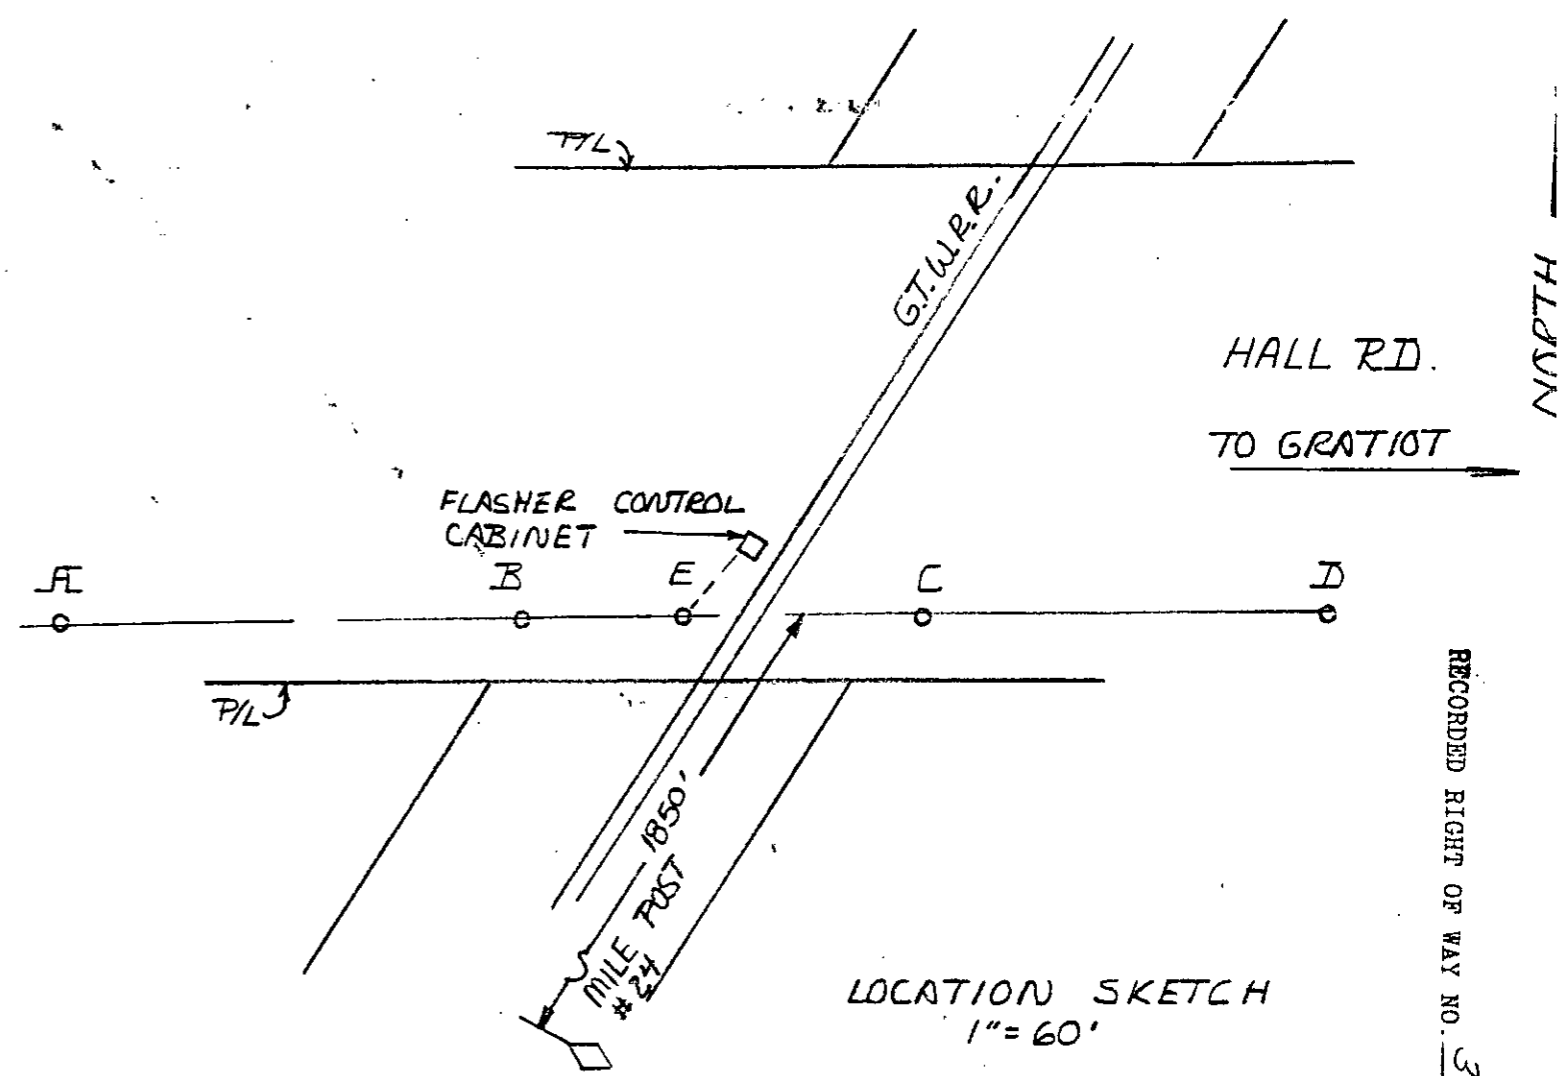 P/L
G.T.W.R.R.
NORTH
HALL RD.
TO GRATIOT
FLASHER CONTROL
CABINET
A
B
E
C
D
P/L
1850'
MILE POST
#24
LOCATION SKETCH
1"=60'
RECORDED RIGHT OF WAY NO. 3